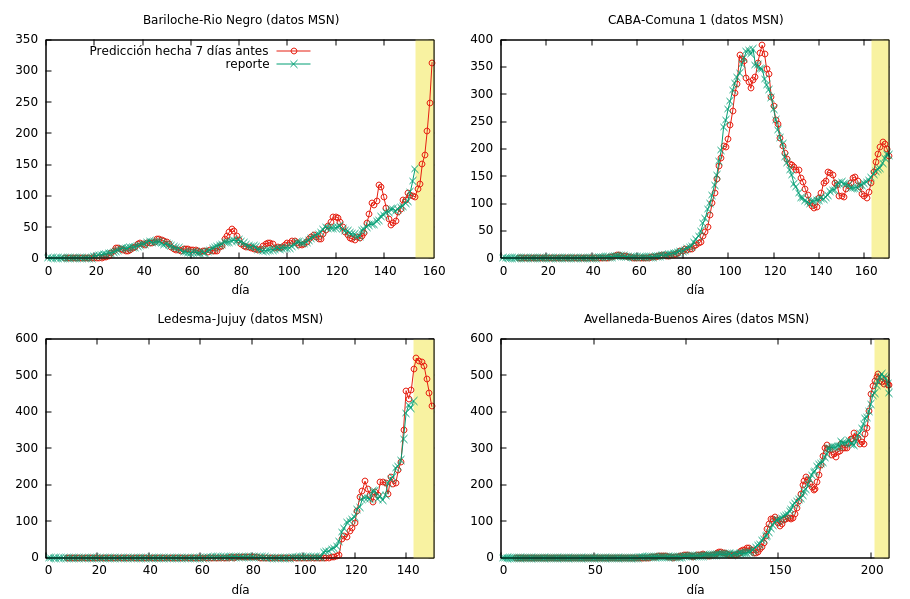 Bariloche-Rio Negro (datos MSN)
350
300
250
200
150
100
50
0
Predicción hecha 7 días antes
reporte
0 20 40 60 80 100 120 140 160
día
CABA-Comuna 1 (datos MSN)
400
350
300
250
200
150
100
50
0
0 20 40 60 80 100 120 140 160
día
Ledesma-Jujuy (datos MSN)
600
500
400
300
200
100
0
0 20 40 60 80 100 120 140
día
Avellaneda-Buenos Aires (datos MSN)
600
500
400
300
200
100
0
0 50 100 150 200
día